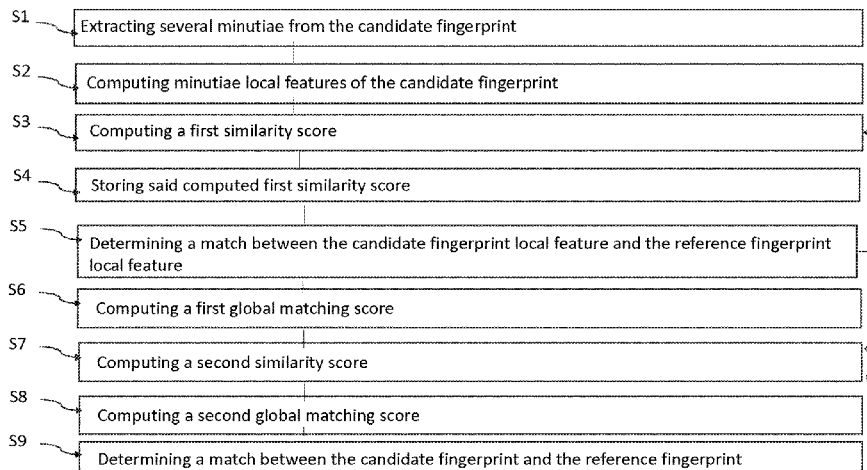 S1
Extracting several minutiae from the candidate fingerprint
S2
Computing minutiae local features of the candidate fingerprint
S3
Computing a first similarity score
S4
Storing said computed first similarity score
S5
Determining a match between the candidate fingerprint local feature and the reference fingerprint
local feature
S6
Computing a first global matching score
S7
Computing a second similarity score
S8
Computing a second global matching score
S9
Determining a match between the candidate fingerprint and the reference fingerprint